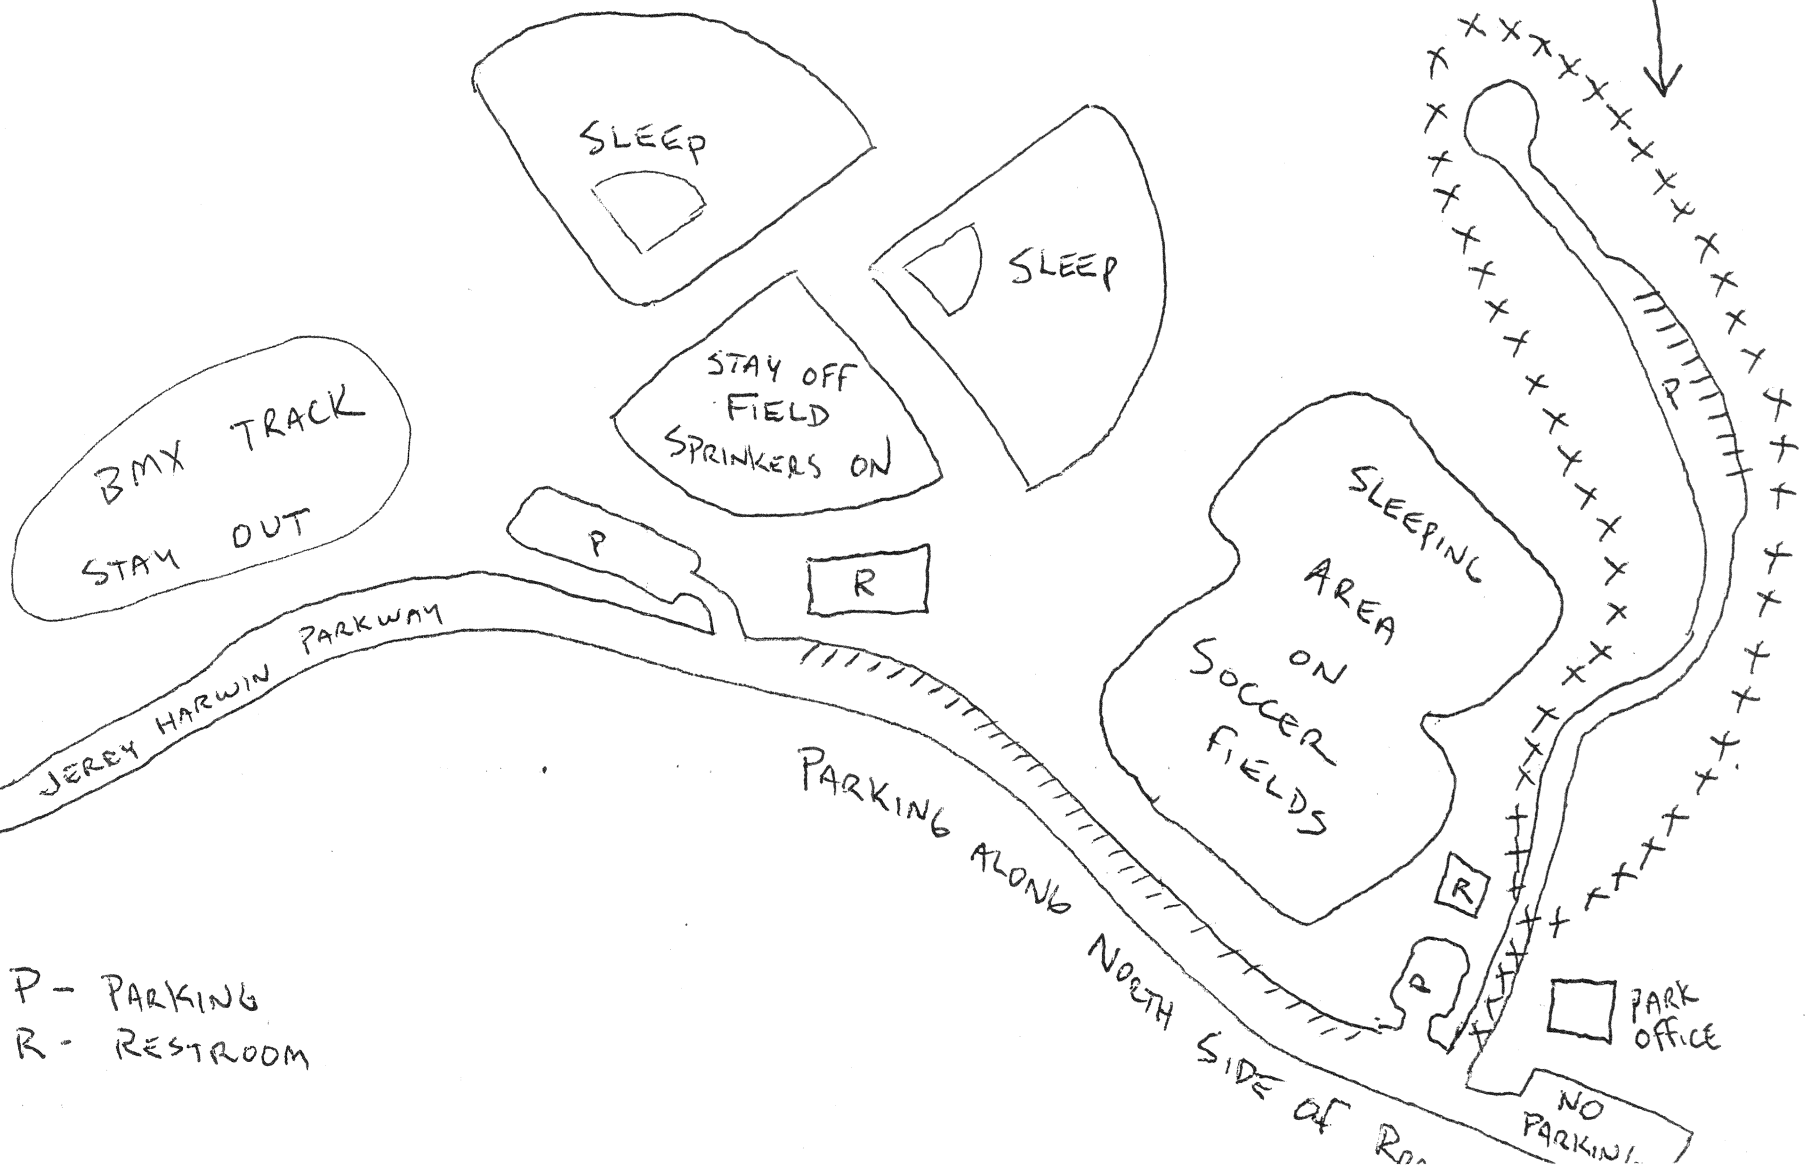 SLEEP
SLEEP
STAY OFF
FIELD
SPRINKERS ON
BMX TRACK
STAY OUT
P
R
P
JERRY HARWIN PARKWAY
SLEEPING
AREA
ON
SOCCER
FIELDS
R
P
PARKING ALONG NORTH SIDE OF
PARK
OFFICE
NO
PARKING
P - PARKING
R - RESTROOM